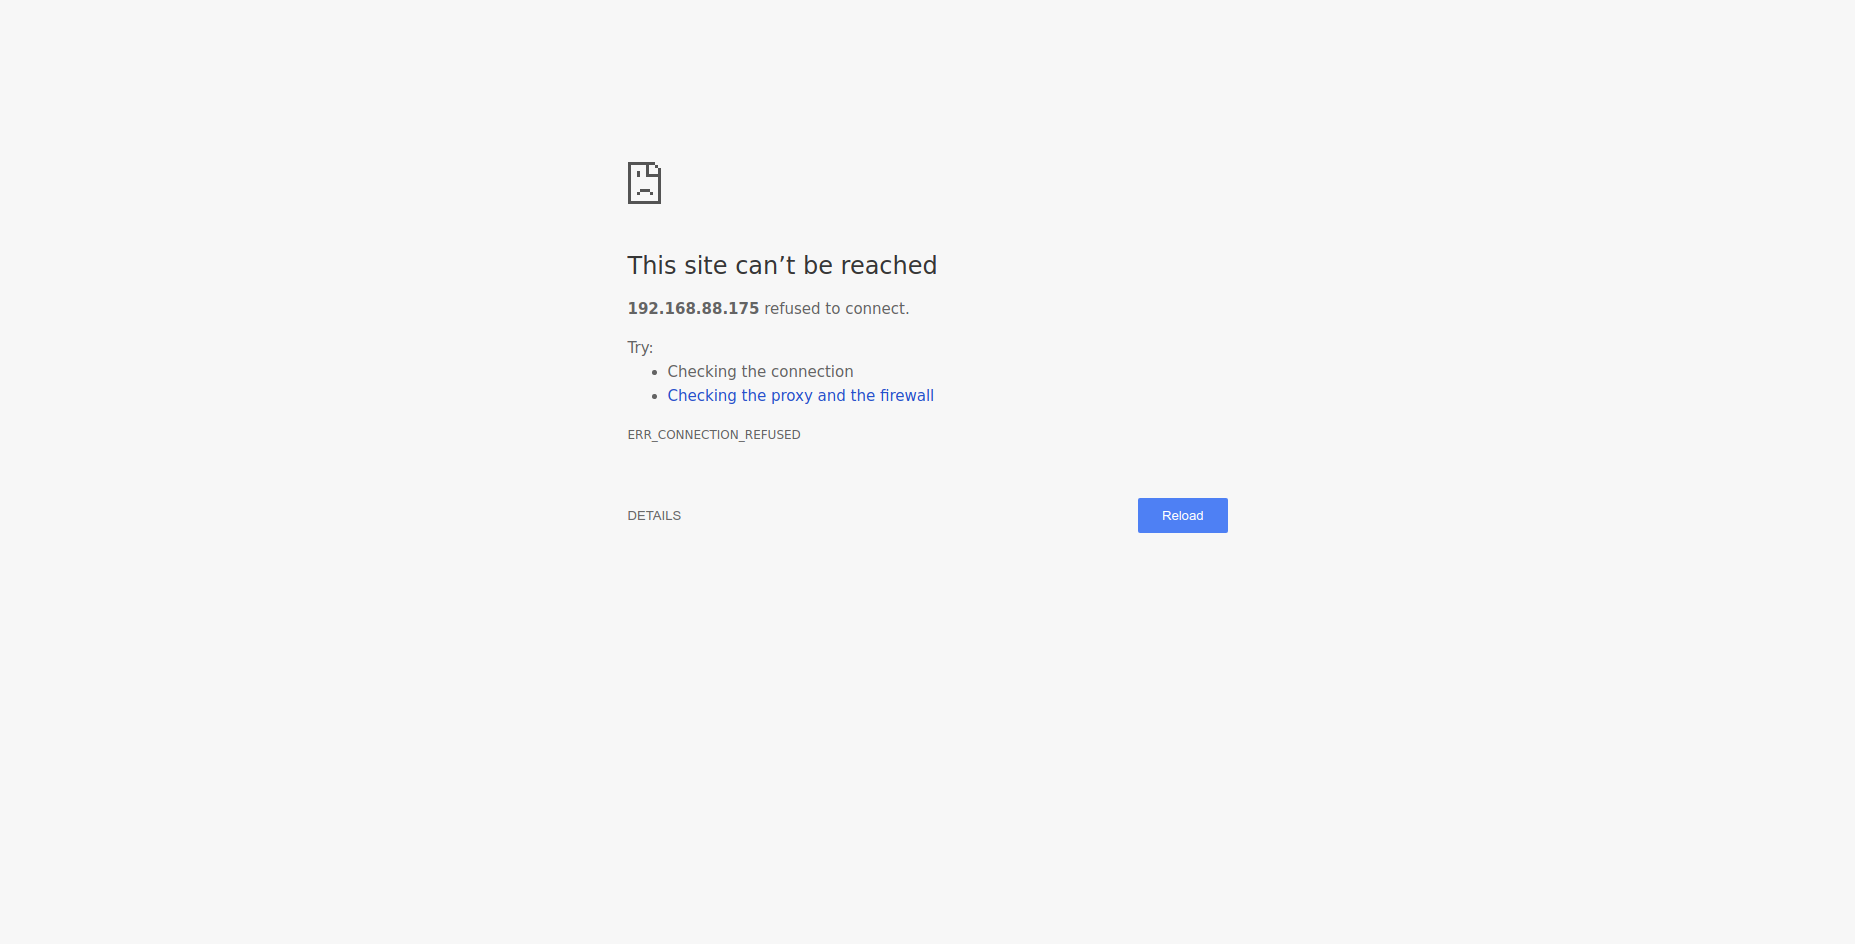 This site can’t be reached
192.168.88.175 refused to connect.
Try:
Checking the connection
Checking the proxy and the firewall
ERR_CONNECTION_REFUSED
DETAILS
Reload